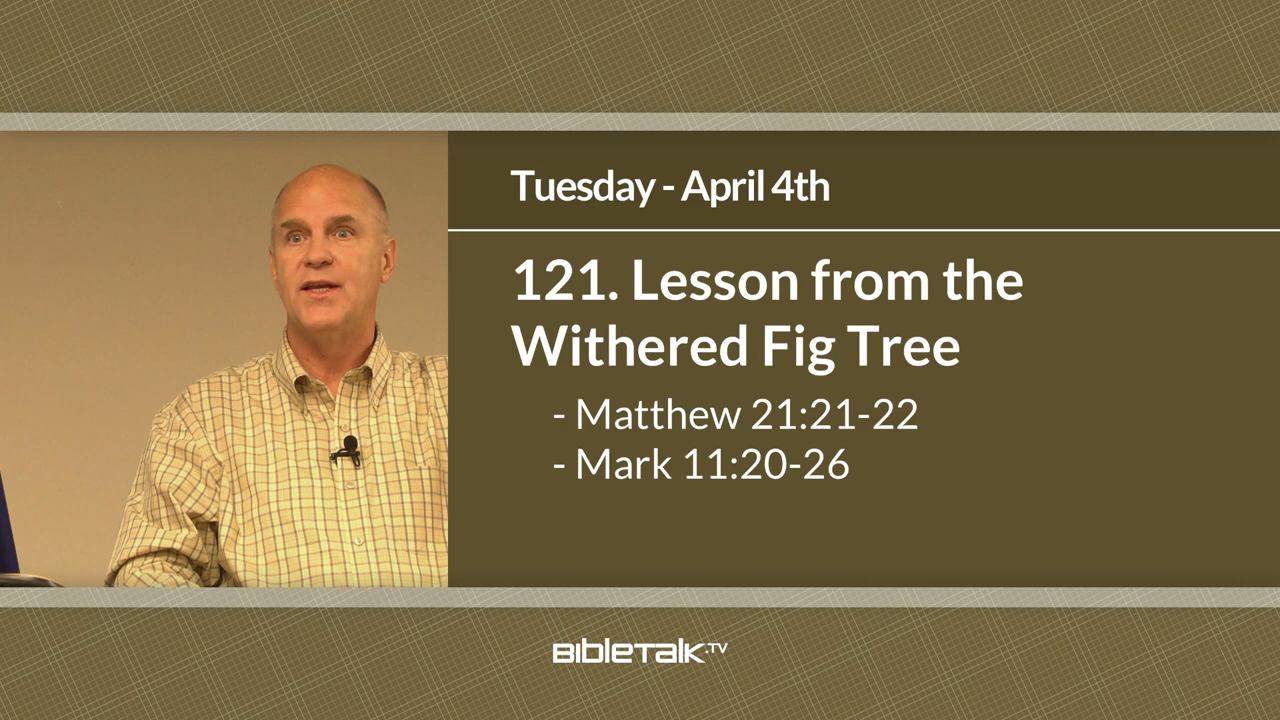 Tuesday - April 4th
121. Lesson from the
Withered Fig Tree
- Matthew 21:21-22
- Mark 11:20-26
BibleTalk.TV